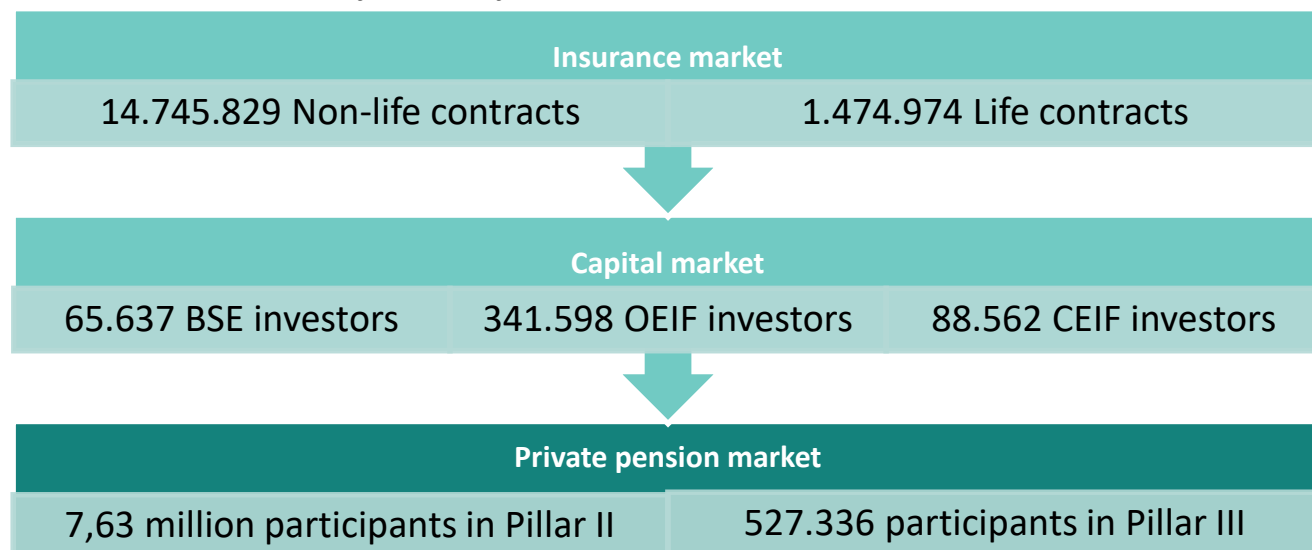 Insurance market
14.745.829 Non-life contracts
1.474.974 Life contracts
Capital market
65.637 BSE investors
341.598 OEIF investors
88.562 CEIF investors
Private pension market
7,63 million participants in Pillar II
527.336 participants in Pillar III